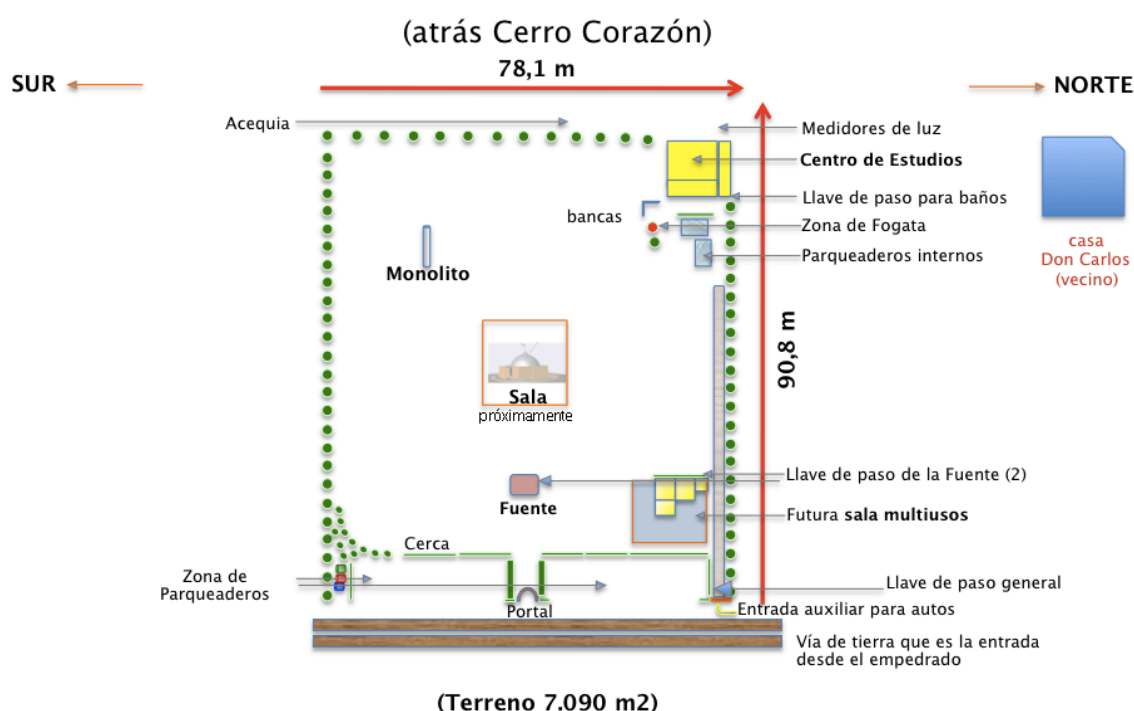 (atrás Cerro Corazón)
78,1 m
SUR
NORTE
Acequia
Medidores de luz
Centro de Estudios
Llave de paso para baños
bancas
Zona de Fogata
Parqueaderos internos
casa
Don Carlos
(vecino)
Monolito
90,8 m
Sala
próximamente
Llave de paso de la Fuente (2)
Fuente
Futura sala multiusos
Cerca
Zona de
Parqueaderos
Llave de paso general
Portal
Entrada auxiliar para autos
Vía de tierra que es la entrada
desde el empedrado
(Terreno 7.090 m2)